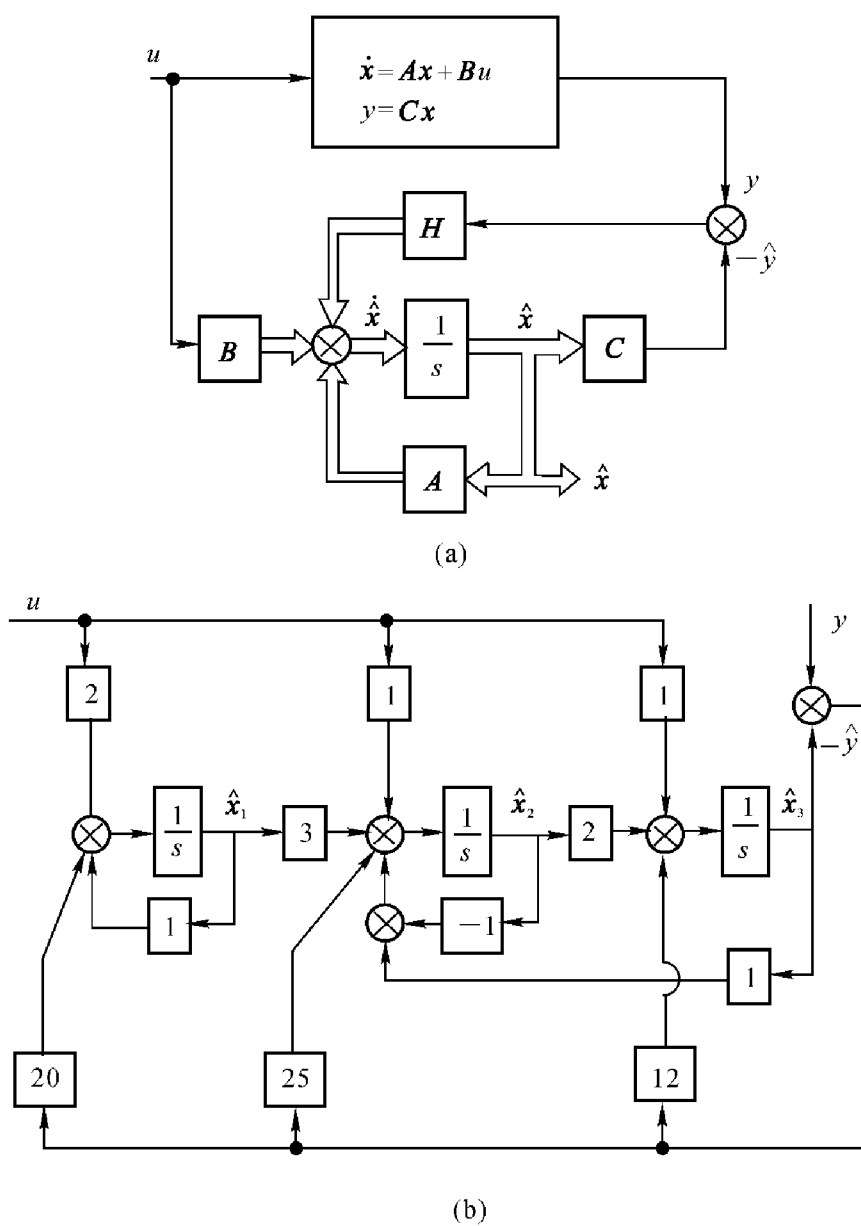 u
ẋ = Ax + Bu
y = Cx
y
H
−ŷ
B
x̂̇
1
s
x̂
C
A
x̂
(a)
u
y
2
1
1
−ŷ
1
s
x̂₁
3
1
s
x̂₂
2
1
s
x̂₃
1
−1
1
20
25
12
(b)